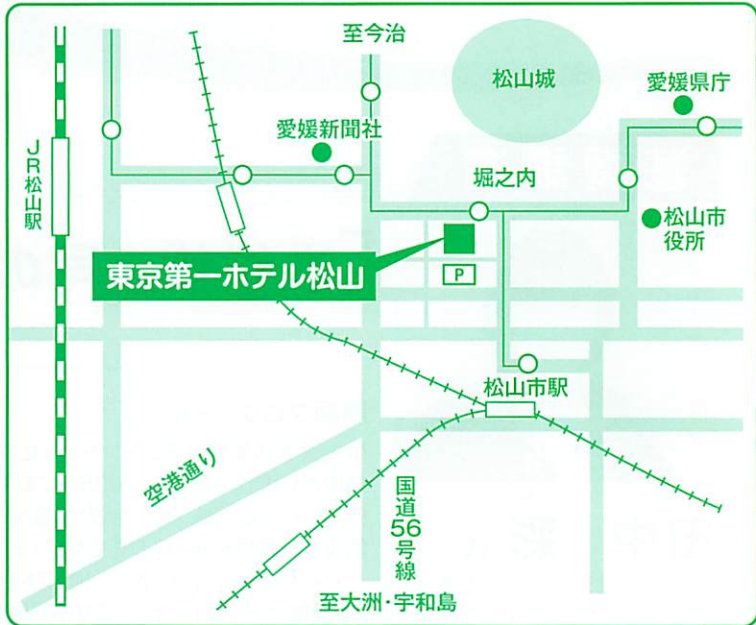 至今治
松山城
愛媛県庁
愛媛新聞社
JR松山駅
堀之内
松山市
役所
東京第一ホテル松山
P
松山市駅
空港通り
国道56号線
至大洲・宇和島